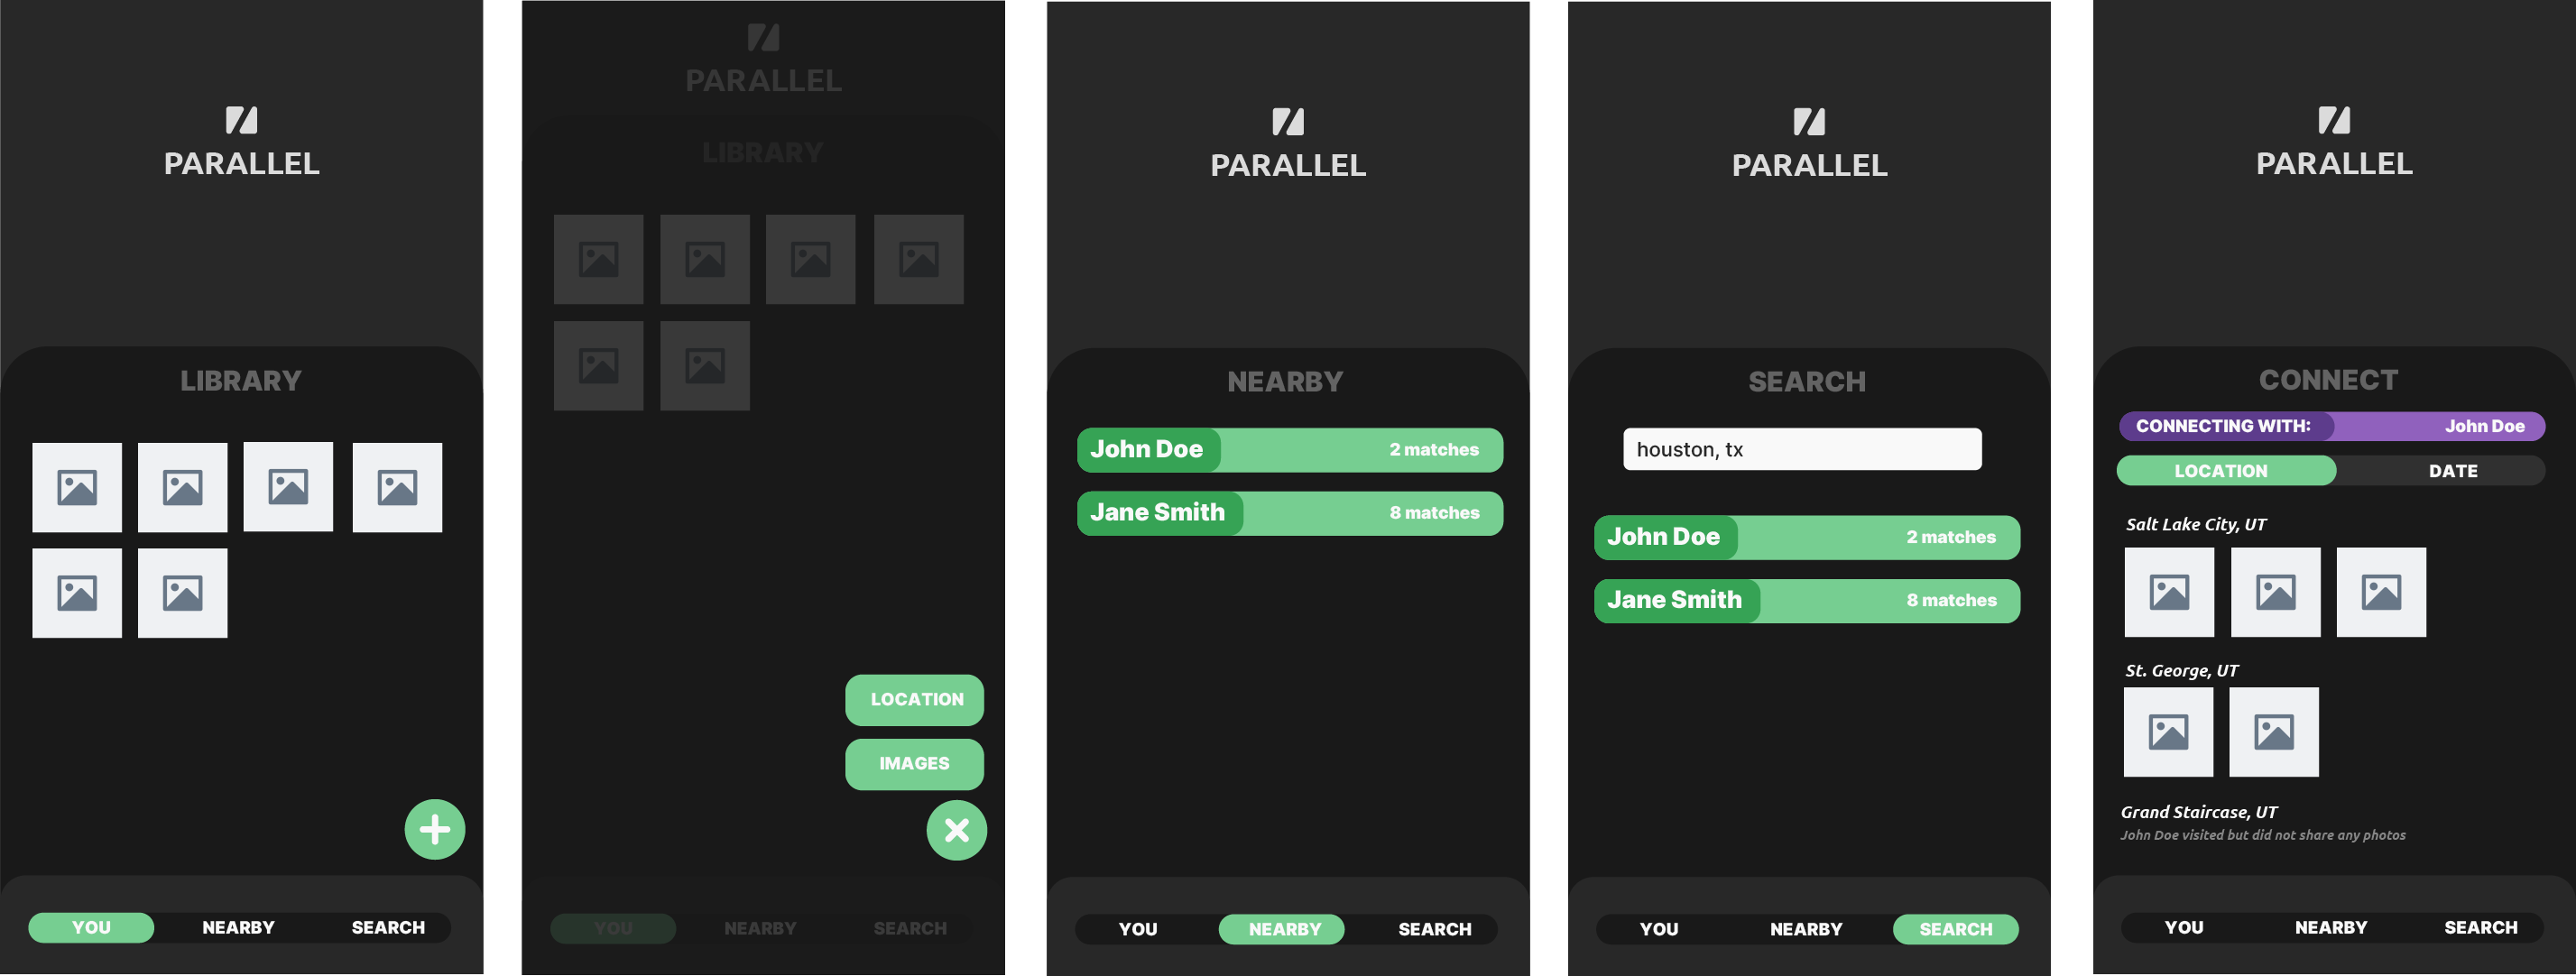 PARALLEL
LIBRARY
YOU NEARBY SEARCH
PARALLEL
LIBRARY
LOCATION
IMAGES
YOU NEARBY SEARCH
PARALLEL
NEARBY
John Doe 2 matches
Jane Smith 8 matches
YOU NEARBY SEARCH
PARALLEL
SEARCH
houston, tx
John Doe 2 matches
Jane Smith 8 matches
YOU NEARBY SEARCH
PARALLEL
CONNECT
CONNECTING WITH: John Doe
LOCATION DATE
Salt Lake City, UT
St. George, UT
Grand Staircase, UT
John Doe visited but did not share any photos
YOU NEARBY SEARCH